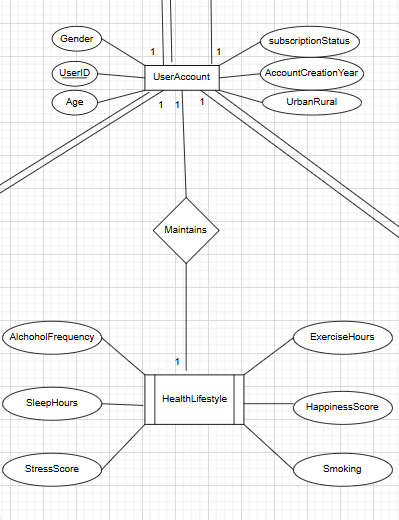 Gender
subscriptionStatus
1
1
UserID
UserAccount
AccountCreationYear
Age
1
1
1
UrbanRural
Maintains
AlchoholFrequency
ExerciseHours
1
SleepHours
HealthLifestyle
HappinessScore
StressScore
Smoking